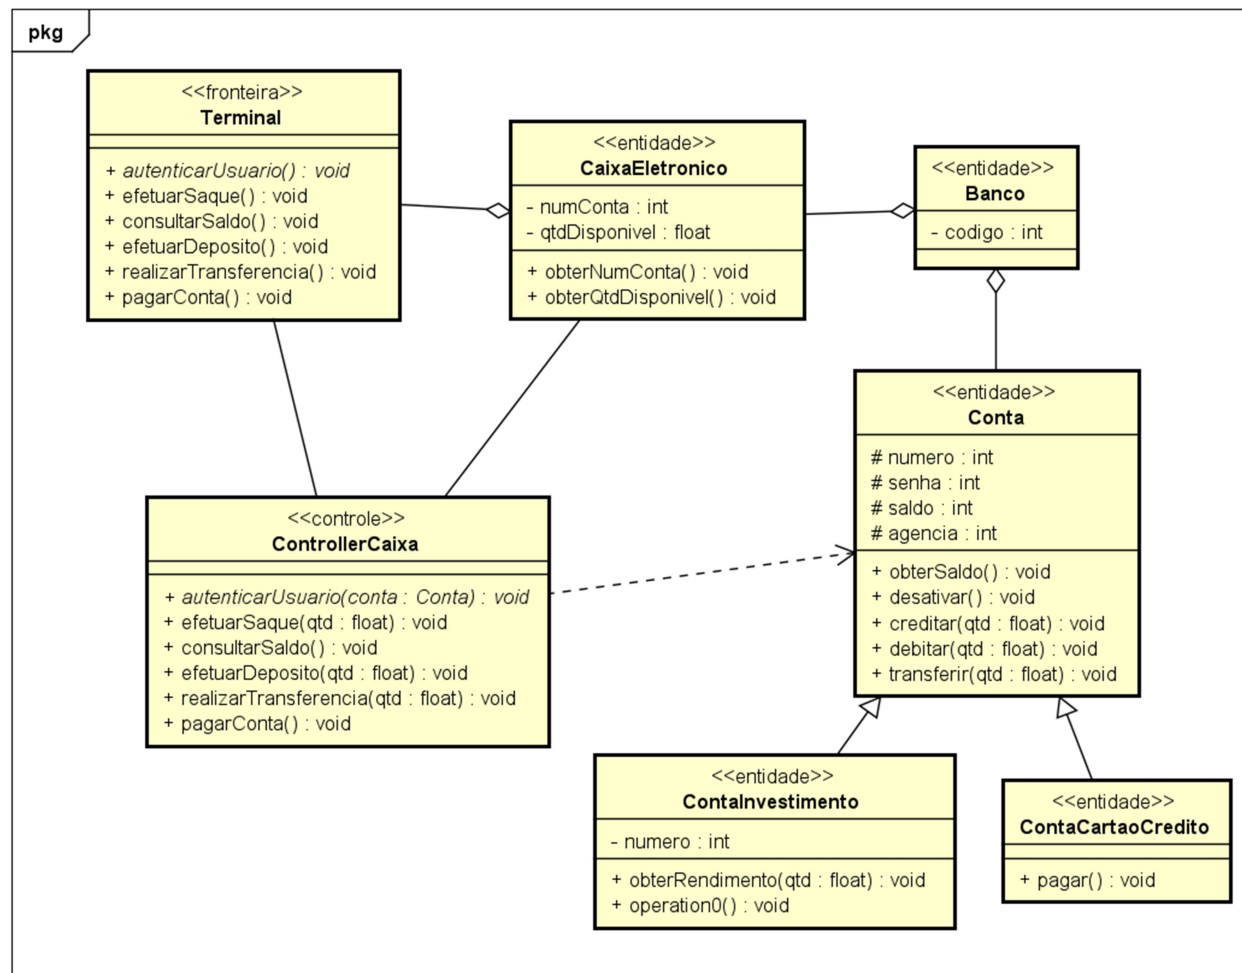 pkg
<<fronteira>>
Terminal
+ autenticarUsuario() : void
+ efetuarSaque() : void
+ consultarSaldo() : void
+ efetuarDeposito() : void
+ realizarTransferencia() : void
+ pagarConta() : void
<<entidade>>
CaixaEletronico
- numConta : int
- qtdDisponivel : float
+ obterNumConta() : void
+ obterQtdDisponivel() : void
<<entidade>>
Banco
- codigo : int
<<entidade>>
Conta
# numero : int
# senha : int
# saldo : int
# agencia : int
+ obterSaldo() : void
+ desativar() : void
+ creditar(qtd : float) : void
+ debitar(qtd : float) : void
+ transferir(qtd : float) : void
<<controle>>
ControllerCaixa
+ autenticarUsuario(conta : Conta) : void
+ efetuarSaque(qtd : float) : void
+ consultarSaldo() : void
+ efetuarDeposito(qtd : float) : void
+ realizarTransferencia(qtd : float) : void
+ pagarConta() : void
<<entidade>>
ContaInvestimento
- numero : int
+ obterRendimento(qtd : float) : void
+ operation0() : void
<<entidade>>
ContaCartaoCredito
+ pagar() : void